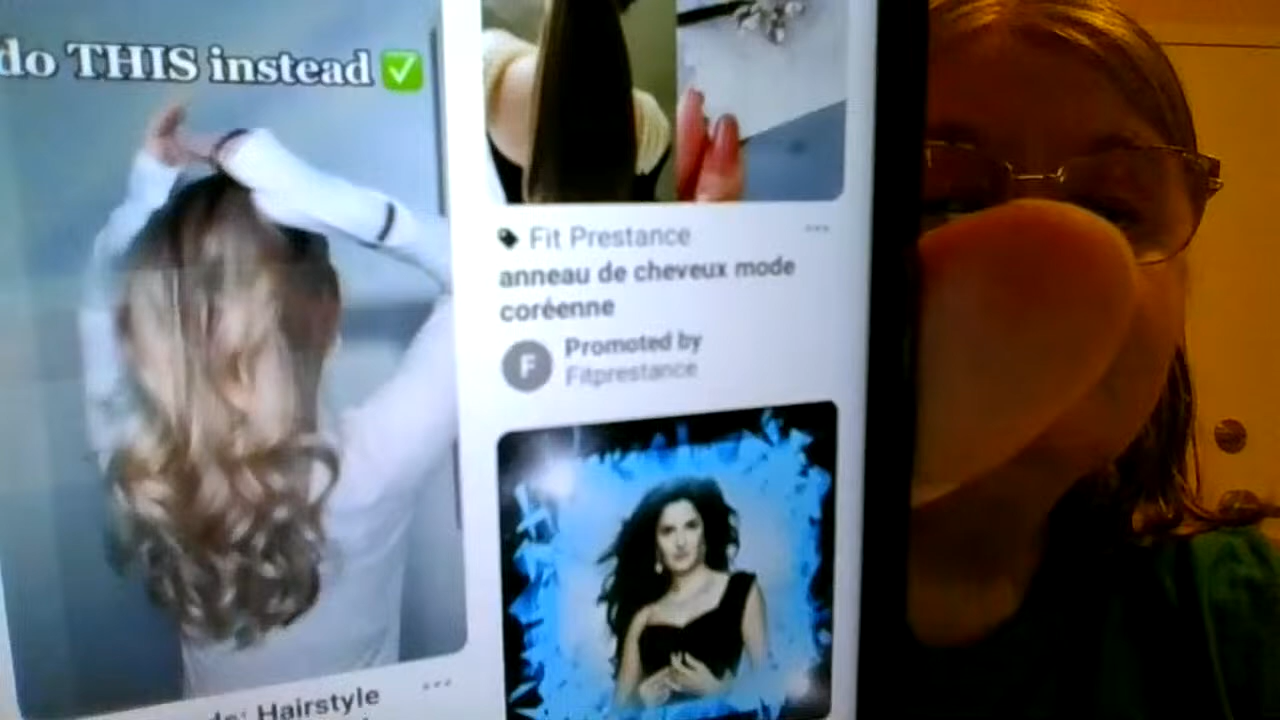 do THIS instead ✅
Fit Prestance
anneau de cheveux mode
coréenne
F
Promoted by
Fitprestance
Hairstyle